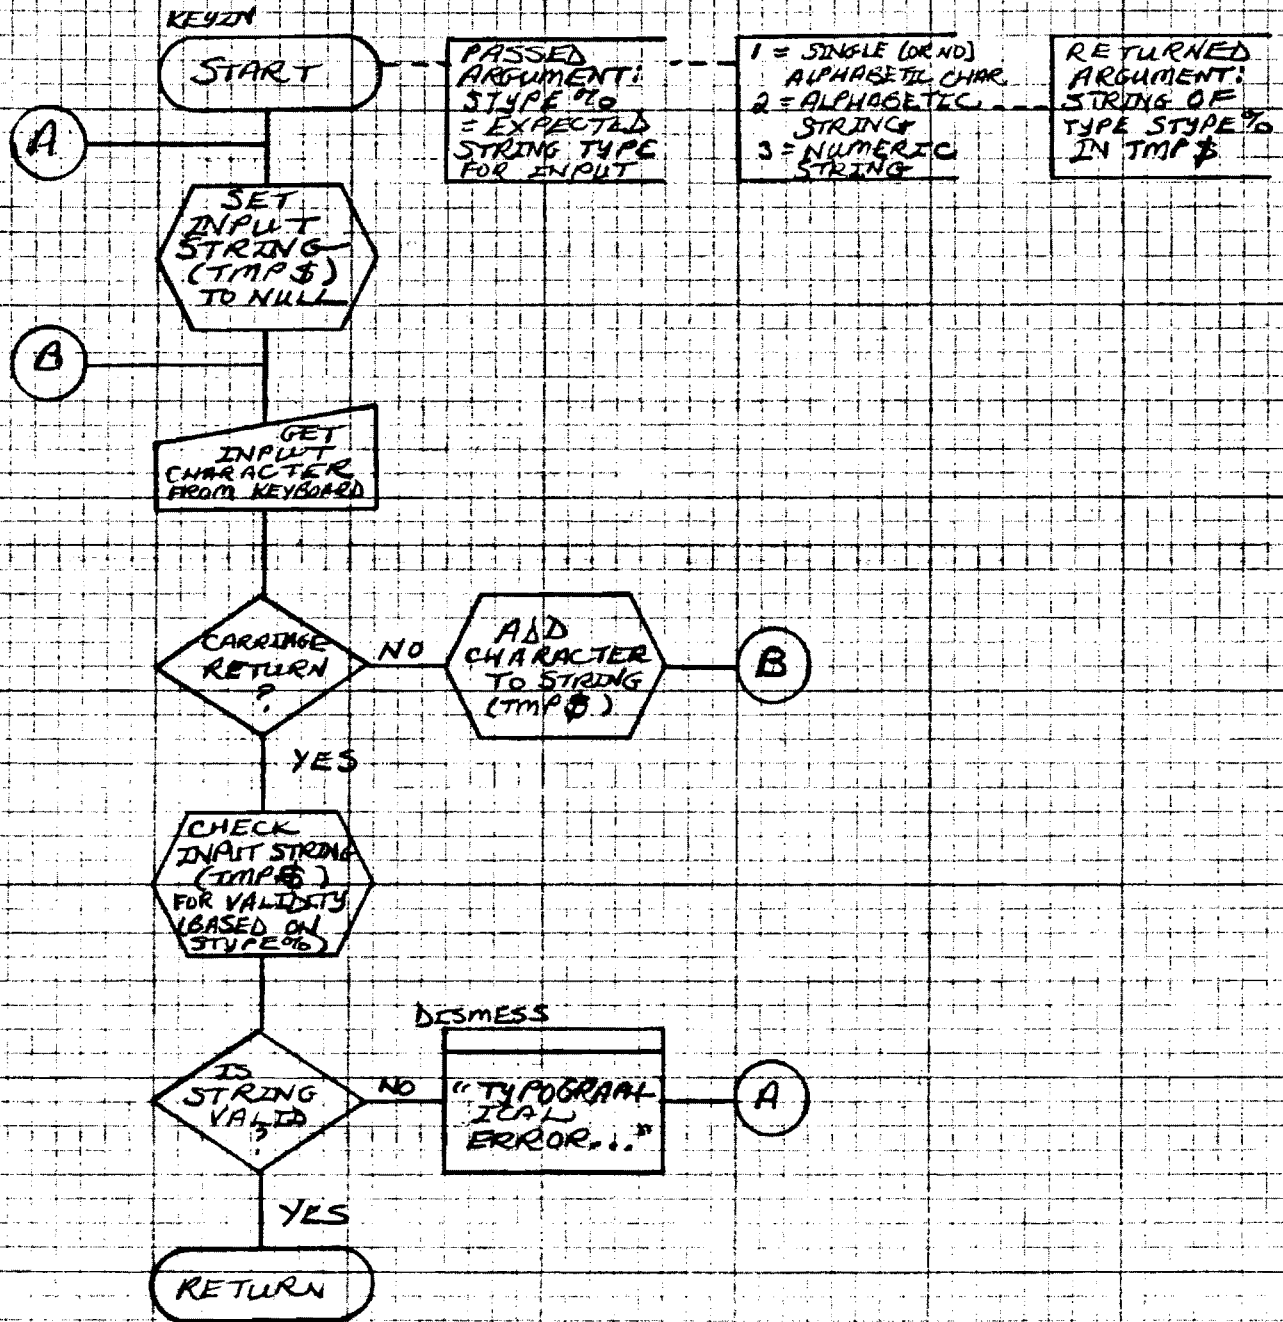 KEYIN
START
PASSED
ARGUMENT:
STYPE %
= EXPECTED
STRING TYPE
FOR INPUT
1 = SINGLE (OR NO)
ALPHABETIC CHAR
2 = ALPHABETIC
STRING
3 = NUMERIC
STRING
RETURNED
ARGUMENT:
STRING OF
TYPE STYPE %
IN TMP $
A
SET
INPUT
STRING
(TMP $)
TO NULL
B
GET
INPUT
CHARACTER
FROM KEYBOARD
CARRIAGE
RETURN
?
NO
ADD
CHARACTER
TO STRING
(TMP $)
B
YES
CHECK
INPUT STRING
(TMP $)
FOR VALIDITY
(BASED ON
STYPE %)
DISMESS
IS
STRING
VALID
?
NO
"TYPOGRAPH
ICAL
ERROR..."
A
YES
RETURN